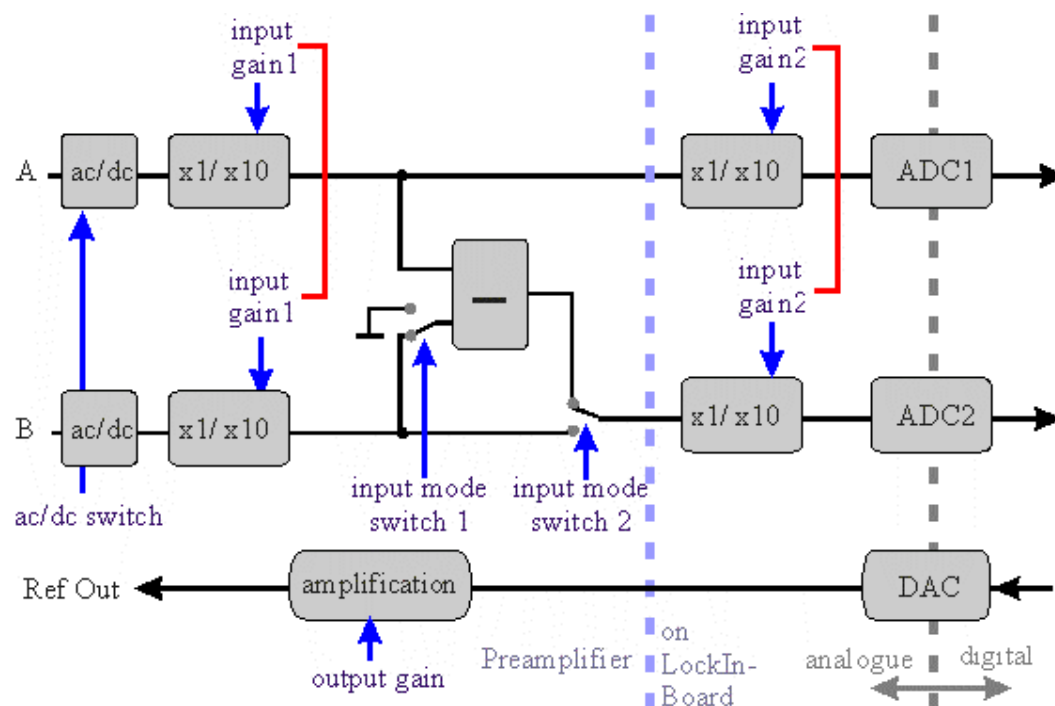 input
gain1
input
gain2
A
ac/dc
x1/ x10
x1/ x10
ADC1
input
gain1
input
gain2
B
ac/dc
x1/ x10
x1/ x10
ADC2
ac/dc switch
input mode
switch 1
input mode
switch 2
Ref Out
amplification
DAC
output gain
Preamplifier
on
LockIn-
Board
analogue
digital